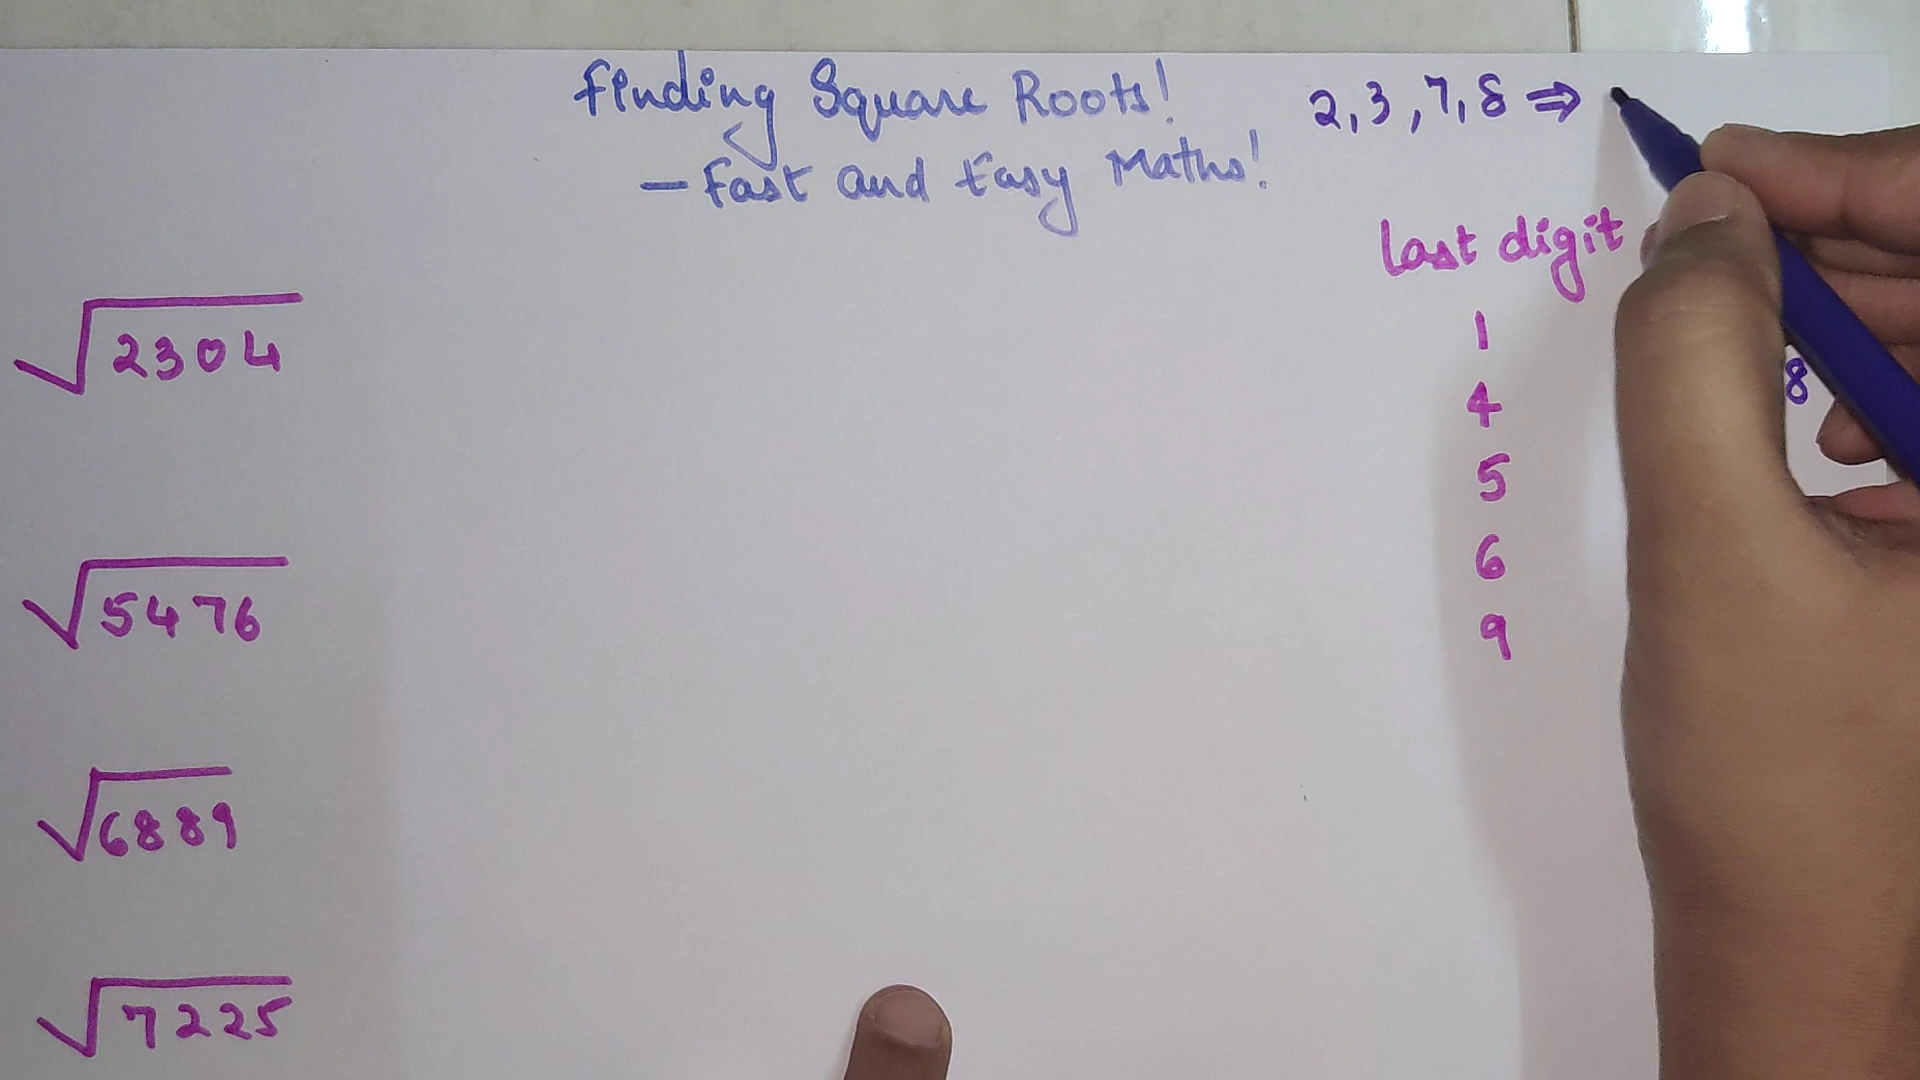 Finding Square Roots!
- Fast and Easy Maths!
2, 3, 7, 8 ⇒
last digit
1
4
8
5
6
9
√2304
√5476
√6889
√7225